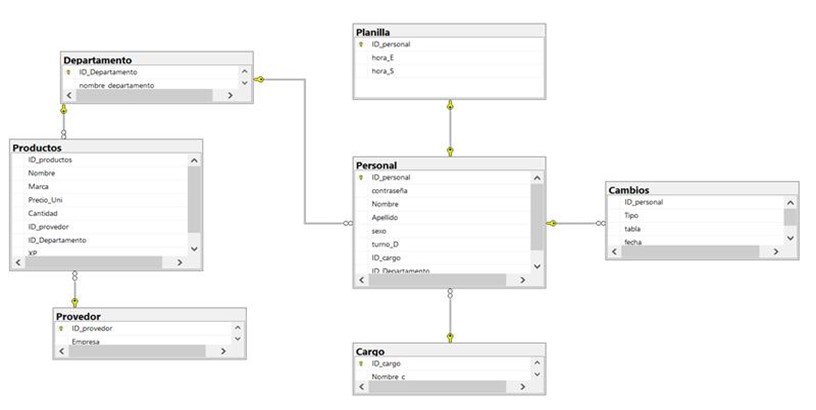 Planilla
ID_personal
hora_E
hora_S
Departamento
ID_Departamento
nombre_departamento
Productos
ID_productos
Nombre
Marca
Precio_Uni
Cantidad
ID_provedor
ID_Departamento
XP
Personal
ID_personal
contraseña
Nombre
Apellido
sexo
turno_D
ID_cargo
ID_Departamento
Cambios
ID_personal
Tipo
tabla
fecha
Provedor
ID_provedor
Empresa
Cargo
ID_cargo
Nombre_c